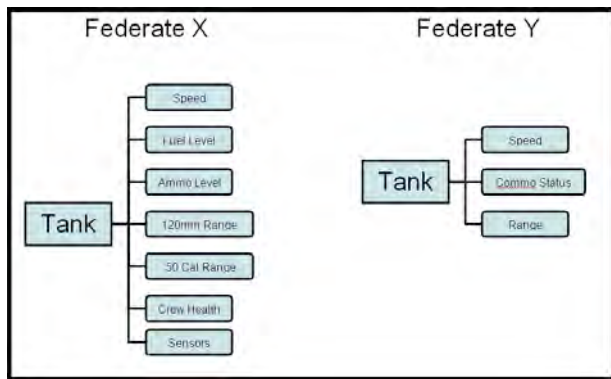 Federate X
Federate Y
Tank
Speed
Fuel Level
Ammo Level
120mm Range
50 Cal Range
Crew Health
Sensors
Tank
Speed
Commo Status
Range